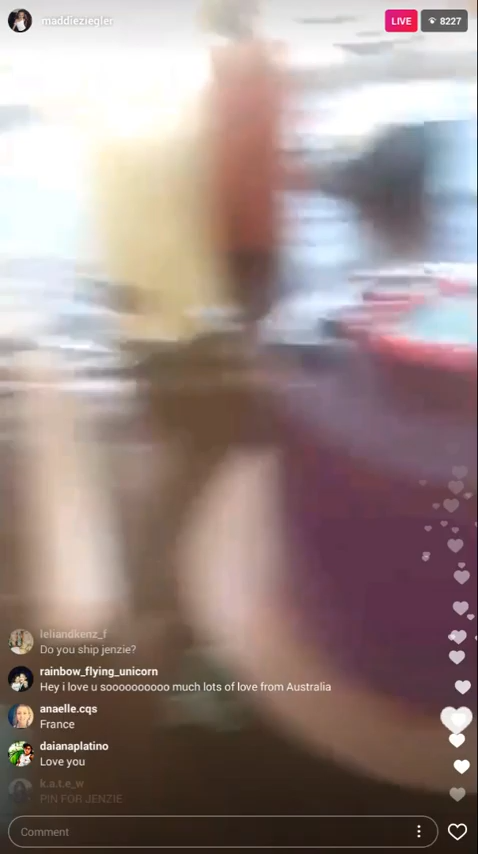 maddieziegler
LIVE
8227
leliandkenz_f
Do you ship jenzie?
rainbow_flying_unicorn
Hey i love u soooooooooo much lots of love from Australia
anaelle.cqs
France
daianaplatino
Love you
k.a.t.e_w
PIN FOR JENZIE
Comment